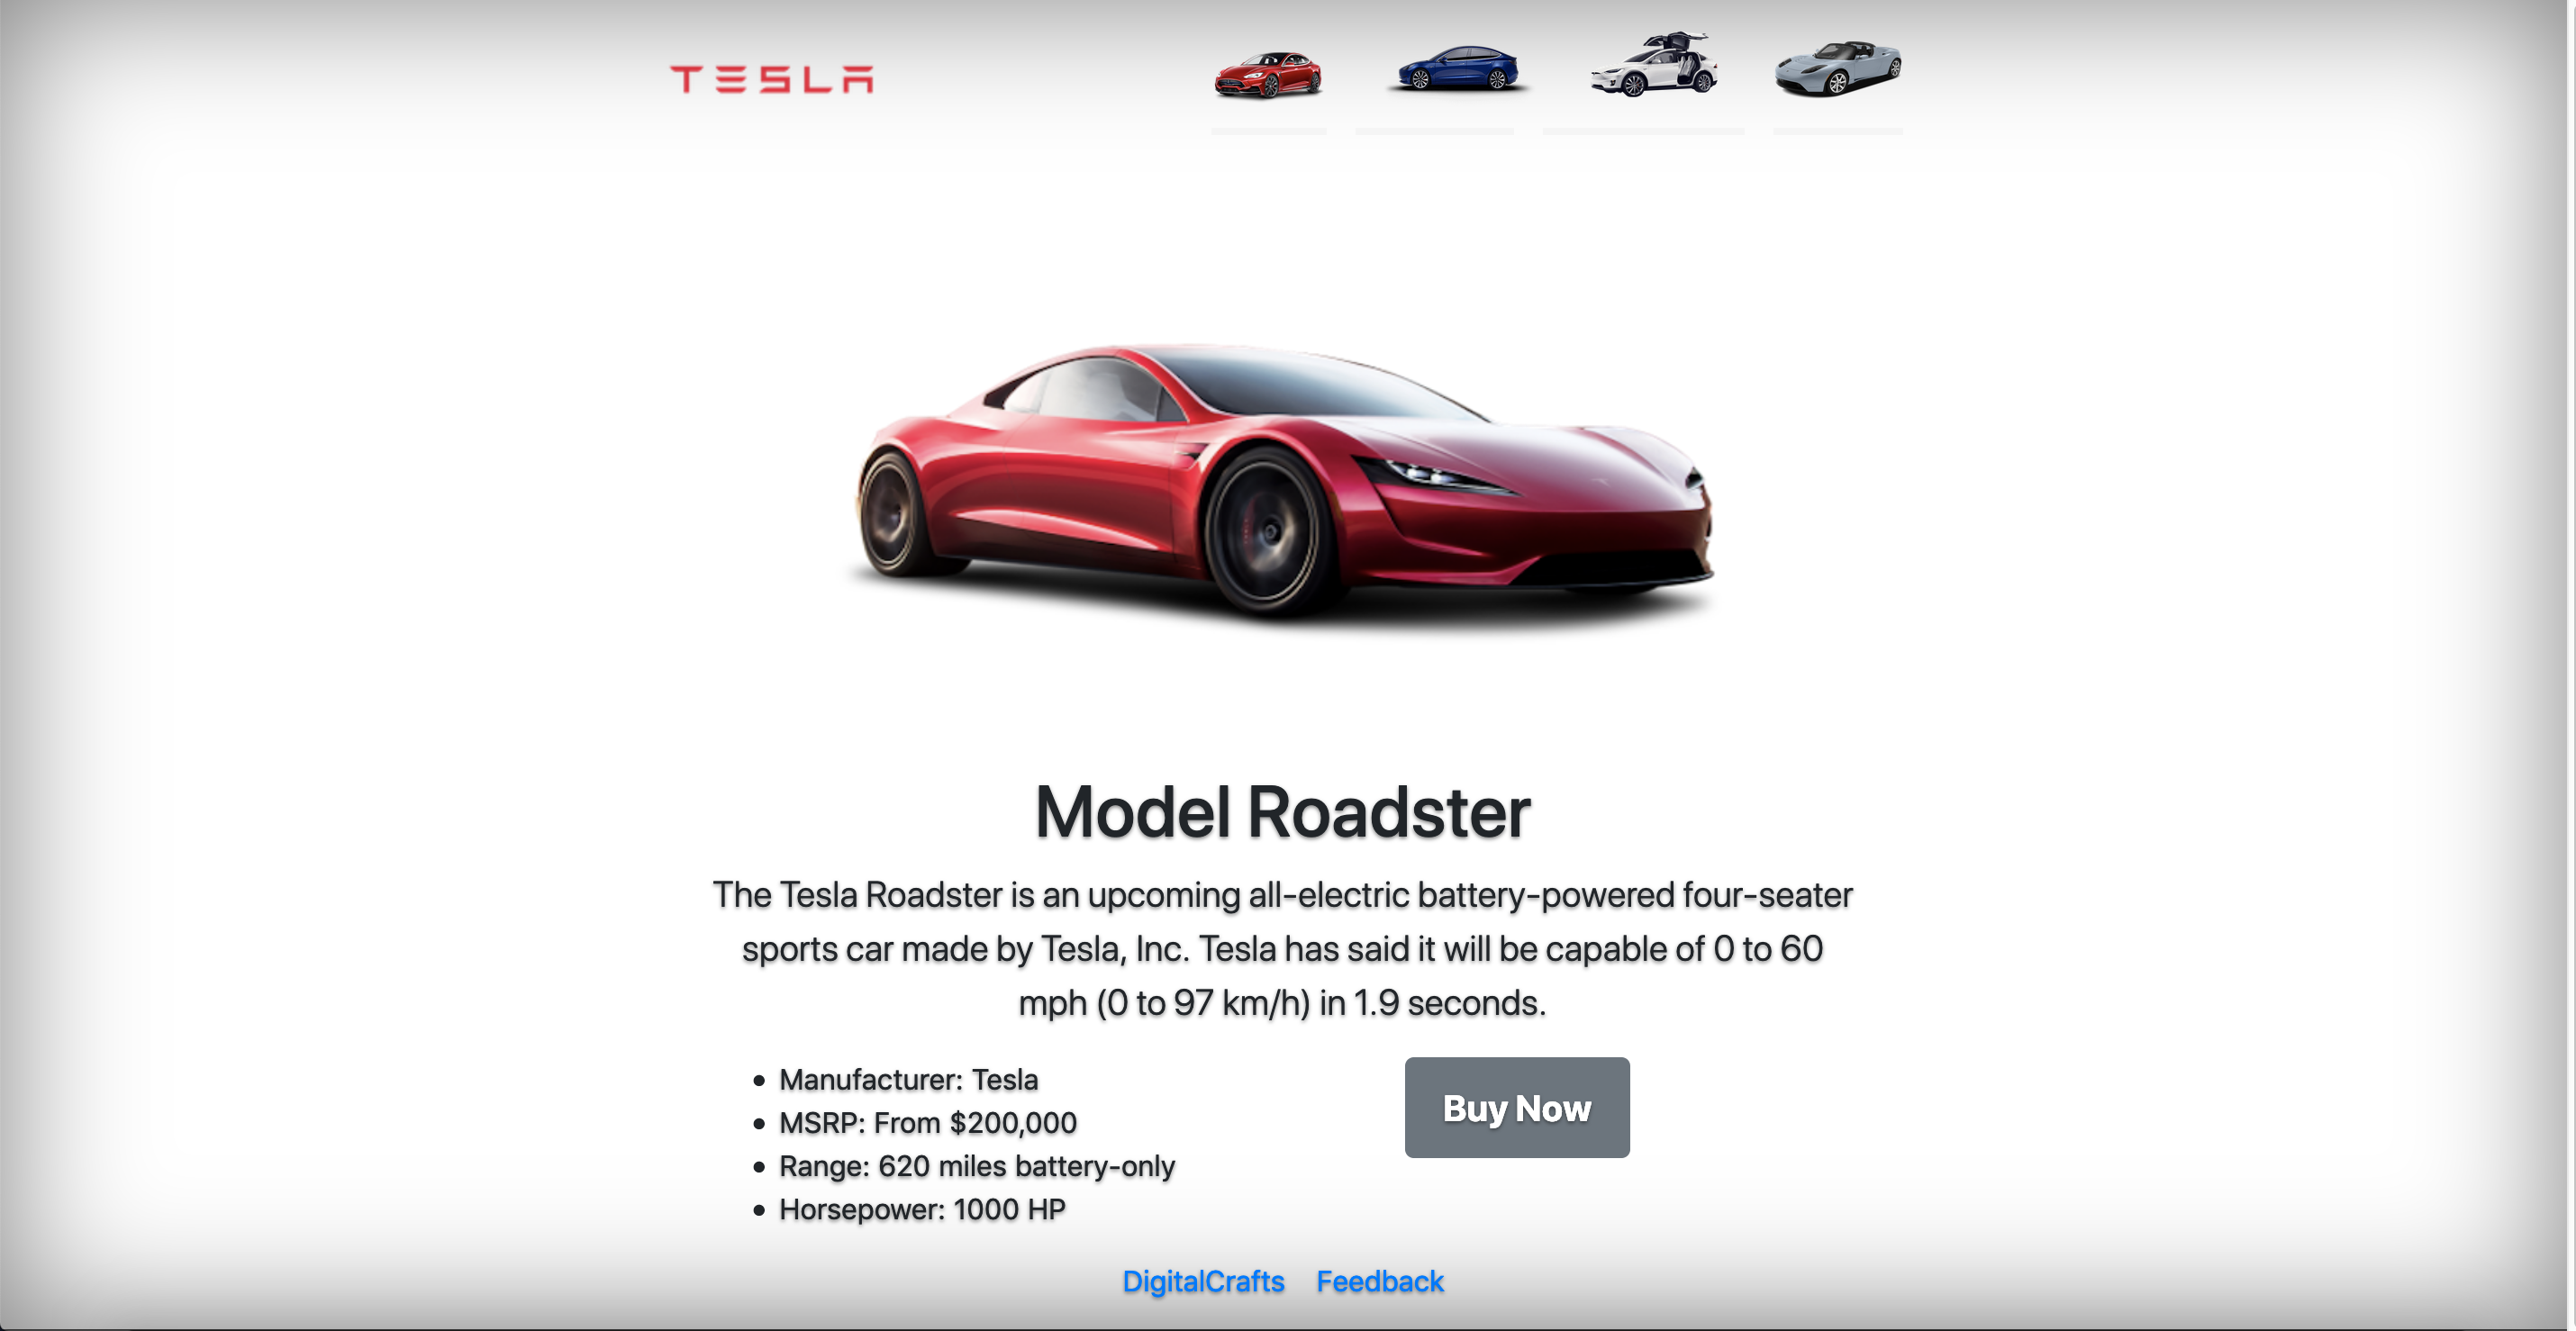 TESLA
Model Roadster
The Tesla Roadster is an upcoming all-electric battery-powered four-seater
sports car made by Tesla, Inc. Tesla has said it will be capable of 0 to 60
mph (0 to 97 km/h) in 1.9 seconds.
Manufacturer: Tesla
MSRP: From $200,000
Range: 620 miles battery-only
Horsepower: 1000 HP
Buy Now
DigitalCrafts Feedback